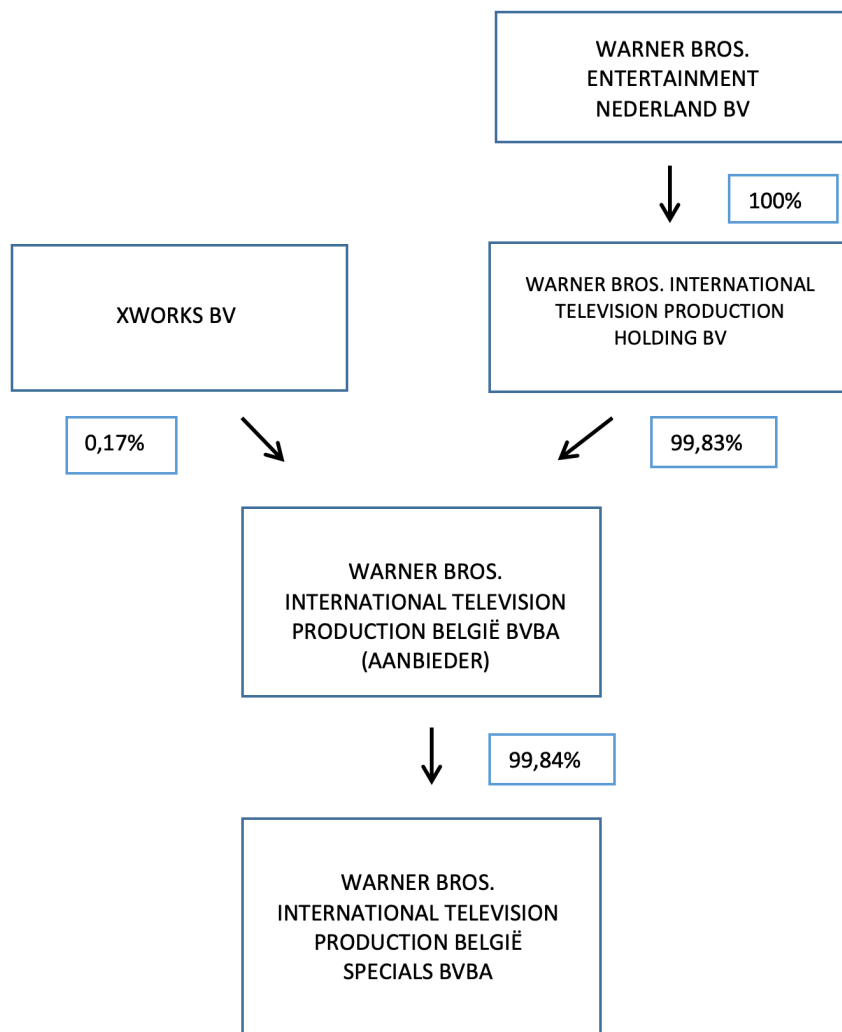 WARNER BROS.
ENTERTAINMENT
NEDERLAND BV
100%
XWORKS BV
WARNER BROS. INTERNATIONAL
TELEVISION PRODUCTION
HOLDING BV
0,17%
99,83%
WARNER BROS.
INTERNATIONAL TELEVISION
PRODUCTION BELGIË BVBA
(AANBIEDER)
99,84%
WARNER BROS.
INTERNATIONAL TELEVISION
PRODUCTION BELGIË
SPECIALS BVBA